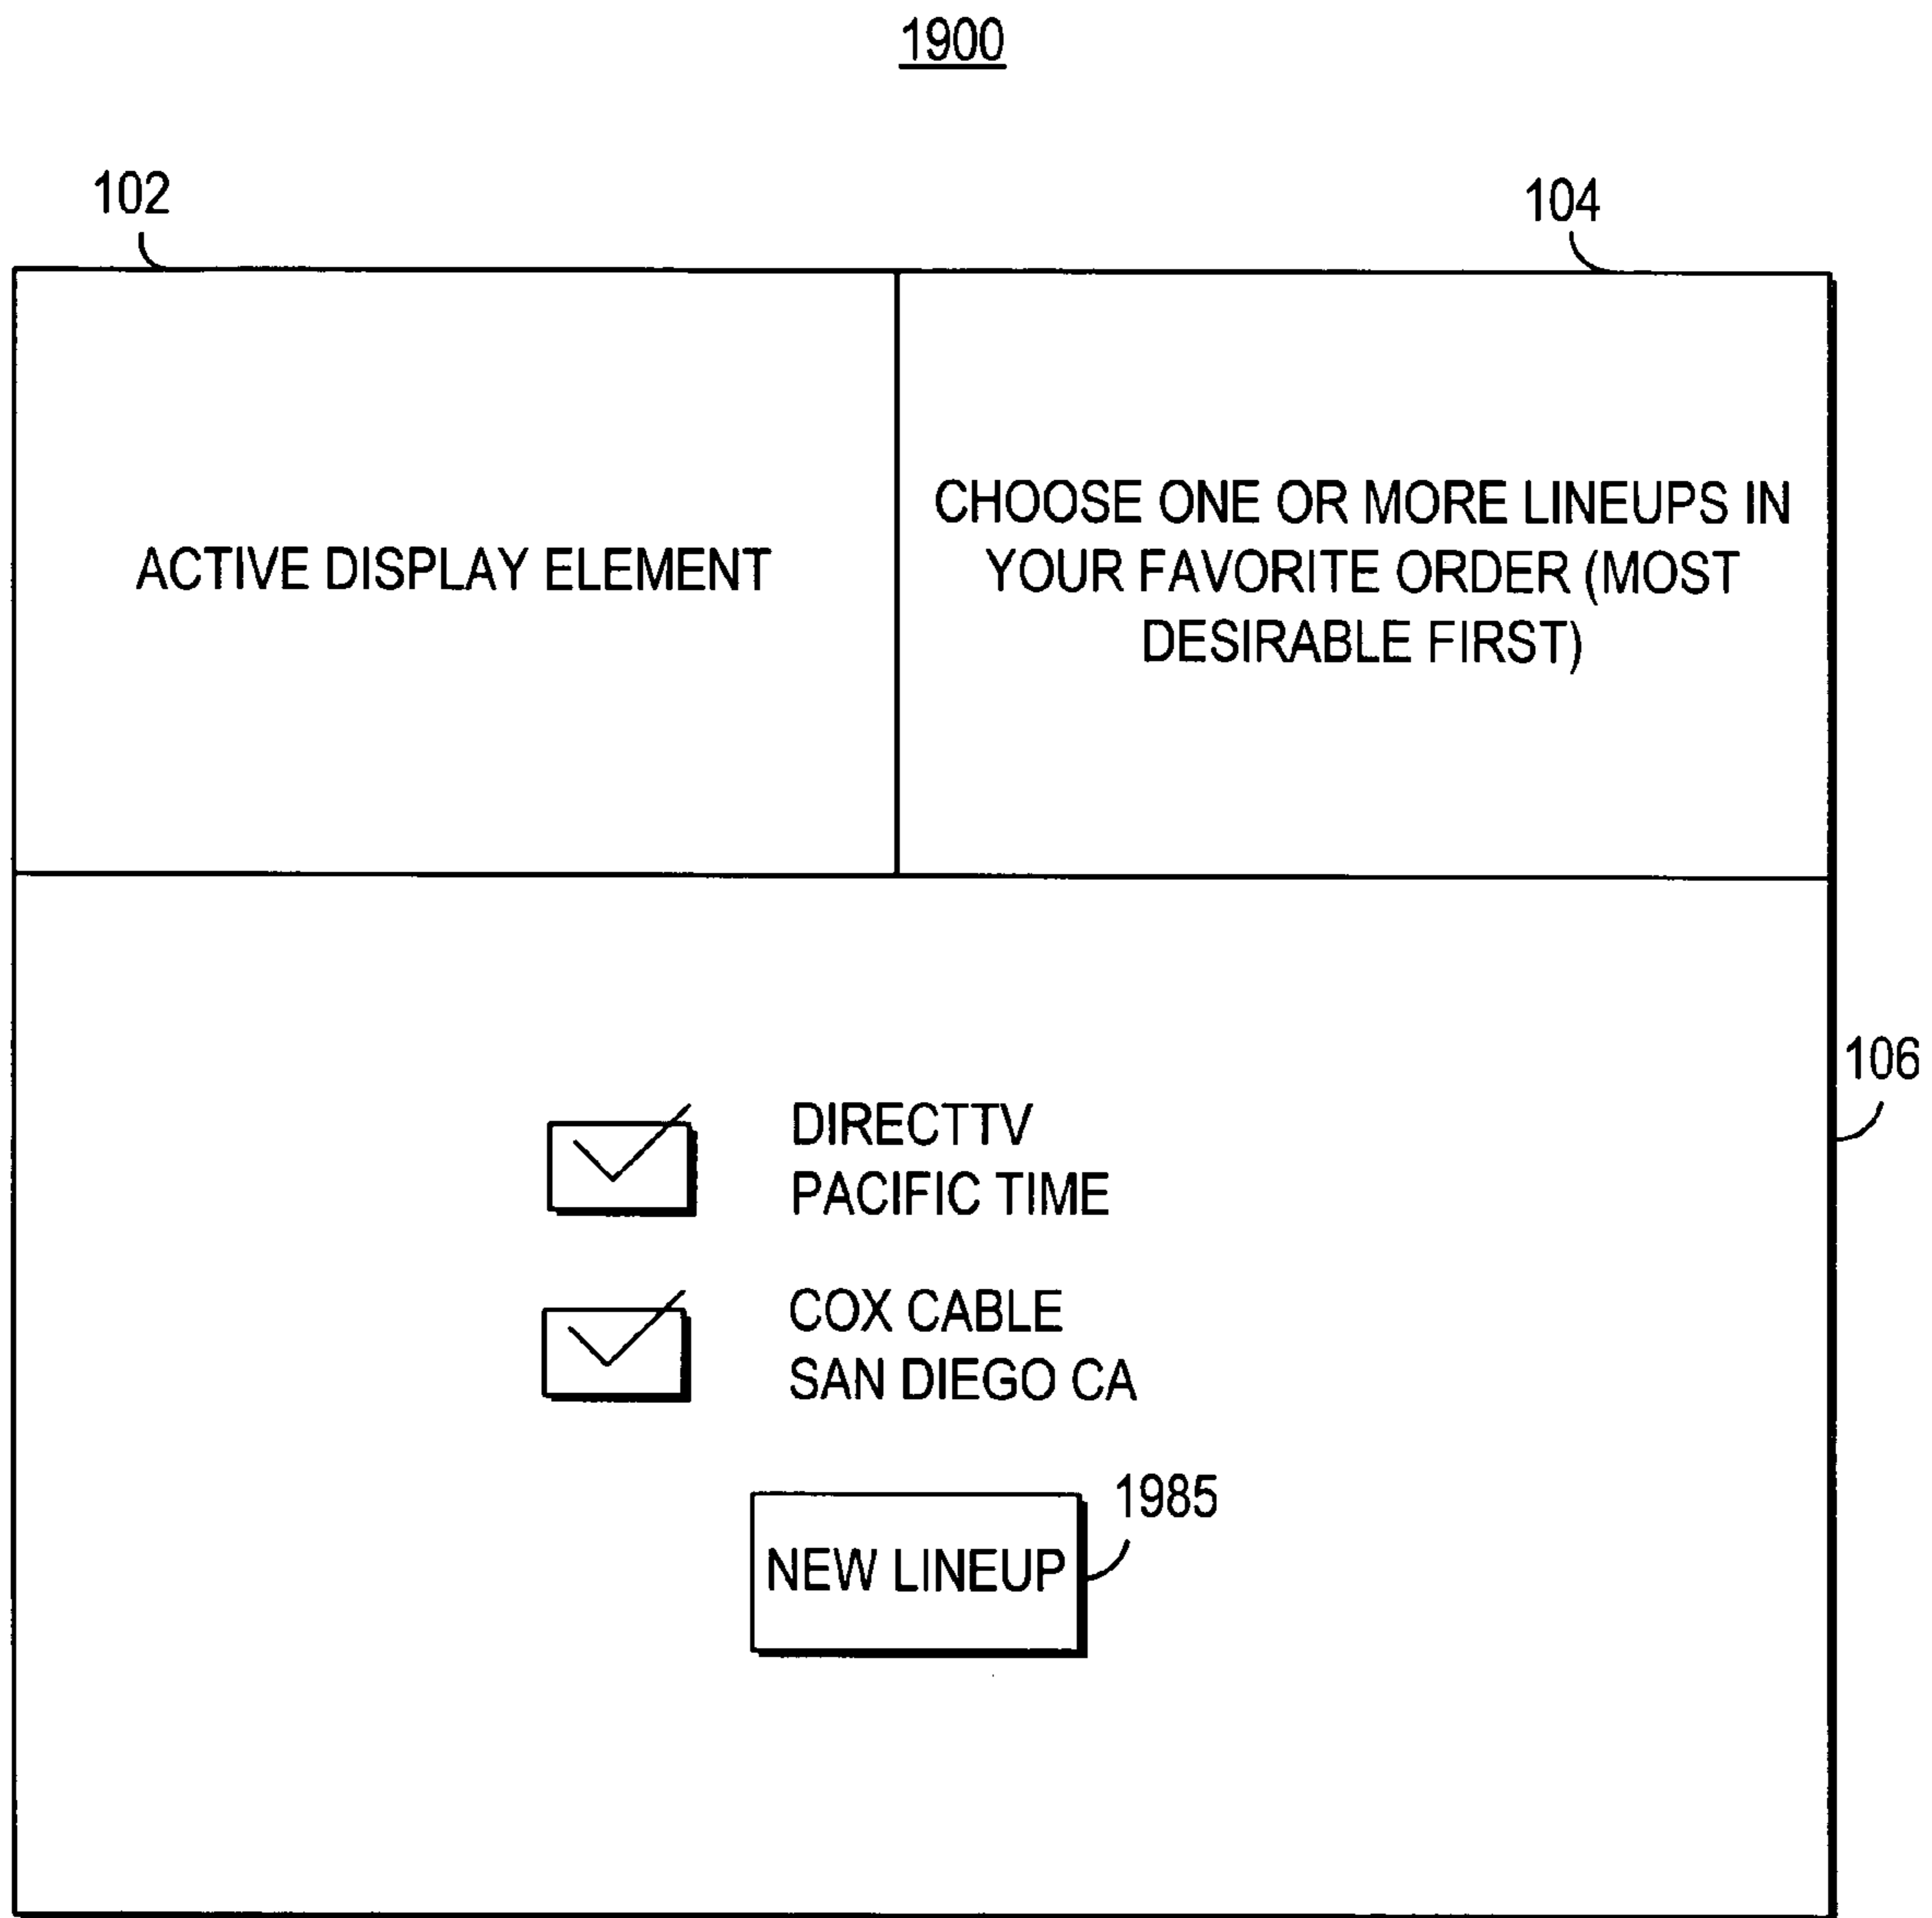 1900
102
104
ACTIVE DISPLAY ELEMENT
CHOOSE ONE OR MORE LINEUPS IN
YOUR FAVORITE ORDER (MOST
DESIRABLE FIRST)
106
DIRECTTV
PACIFIC TIME
COX CABLE
SAN DIEGO CA
1985
NEW LINEUP